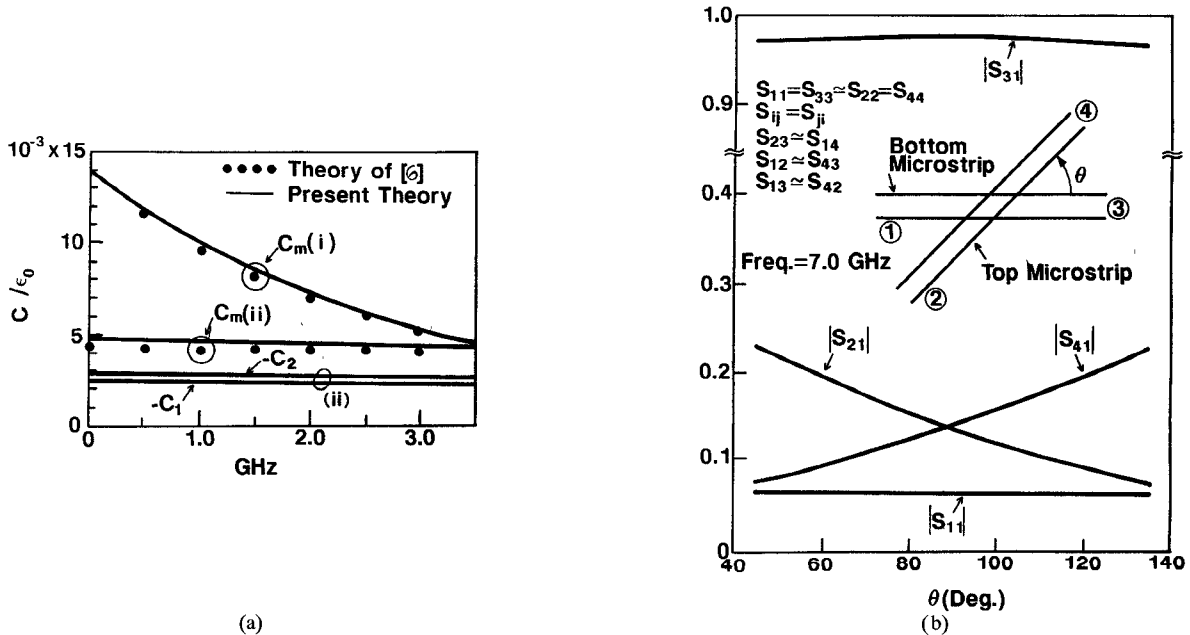 10⁻³ x 15
10
5
0
C / ϵ₀
Theory of [6]
Present Theory
Cₘ(i)
Cₘ(ii)
-C₂
-C₁
(ii)
0
1.0
2.0
3.0
GHz
(a)
1.0
0.9
0.4
0.3
0.2
0.1
0
|S₃₁|
S₁₁=S₃₃≃S₂₂=S₄₄
Sᵢⱼ=Sⱼᵢ
S₂₃≃S₁₄
S₁₂≃S₄₃
S₁₃≃S₄₂
Bottom
Microstrip
④
θ
③
①
Freq.=7.0 GHz
Top Microstrip
②
|S₂₁|
|S₄₁|
|S₁₁|
40
60
80
100
120
140
θ(Deg.)
(b)